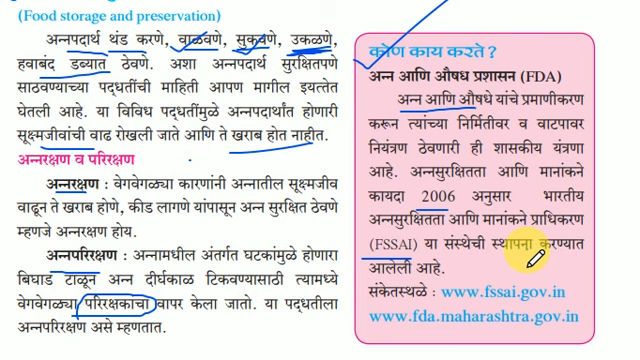 (Food storage and preservation)
अन्नपदार्थ थंड करणे, वाळवणे, सुकवणे, उकळणे,
हवाबंद डब्यात ठेवणे. अशा अन्नपदार्थ सुरक्षितपणे
साठवण्याच्या पद्धतींची माहिती आपण मागील इयत्तेत
घेतली आहे. या विविध पद्धतींमुळे अन्नपदार्थांत होणारी
सूक्ष्मजीवांची वाढ रोखली जाते आणि ते खराब होत नाहीत.
अन्नरक्षण व परिरक्षण
अन्नरक्षण : वेगवेगळ्या कारणांनी अन्नातील सूक्ष्मजीव
वाढून ते खराब होणे, कीड लागणे यांपासून अन्न सुरक्षित ठेवणे
म्हणजे अन्नरक्षण होय.
अन्नपरिरक्षण : अन्नामधील अंतर्गत घटकांमुळे होणारा
बिघाड टाळून अन्न दीर्घकाळ टिकवण्यासाठी त्यामध्ये
वेगवेगळ्या परिरक्षकाचा वापर केला जातो. या पद्धतीला
अन्नपरिरक्षण असे म्हणतात.
कोण काय करते ?
अन्न आणि औषध प्रशासन (FDA)
अन्न आणि औषधे यांचे प्रमाणीकरण
करून त्यांच्या निर्मितीवर व वाटपावर
नियंत्रण ठेवणारी ही शासकीय यंत्रणा
आहे. अन्नसुरक्षितता आणि मानांकन
कायदा 2006 अनुसार भारतीय
अन्नसुरक्षितता आणि मानांकन प्राधिकरण
(FSSAI) या संस्थेची स्थापना करण्यात
आलेली आहे.
संकेतस्थळे : www.fssai.gov.in
www.fda.maharashtra.gov.in